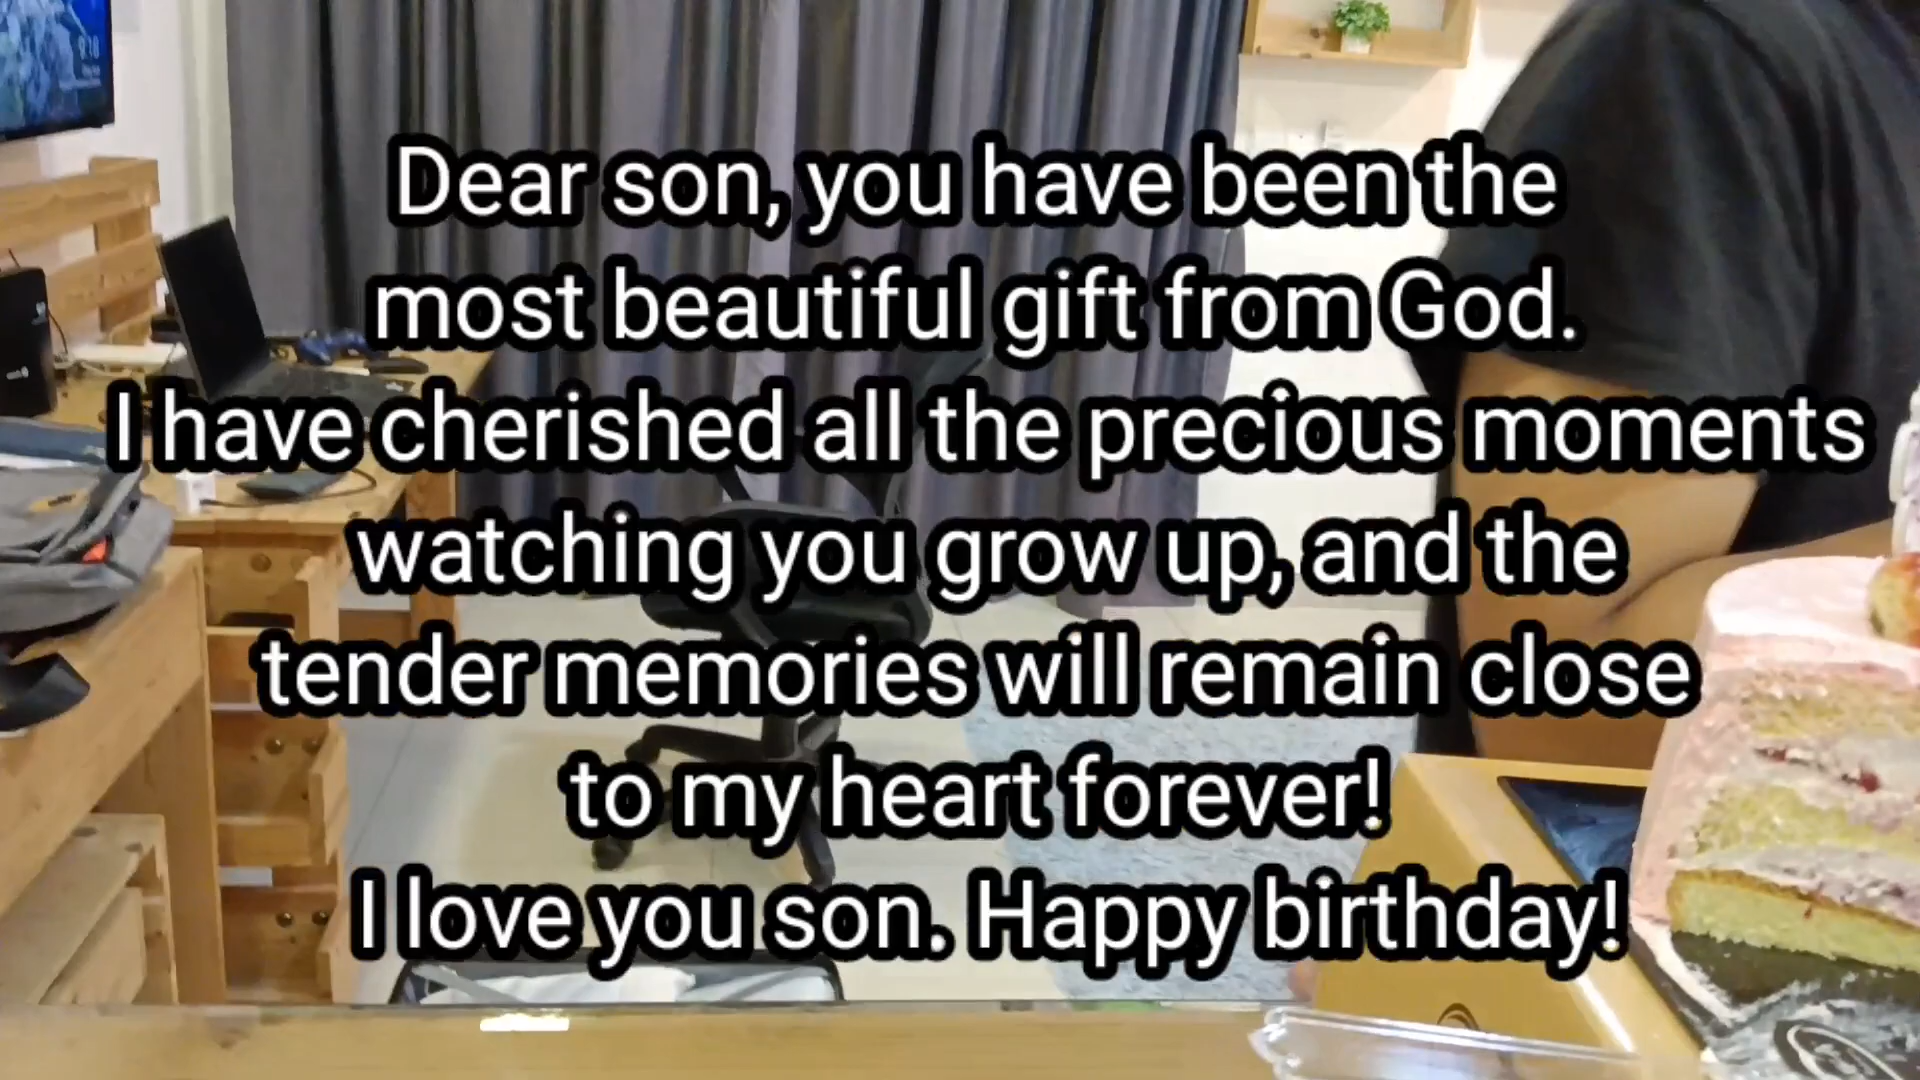 Dear son, you have been the
most beautiful gift from God.
I have cherished all the precious moments
watching you grow up, and the
tender memories will remain close
to my heart forever!
I love you son. Happy birthday!